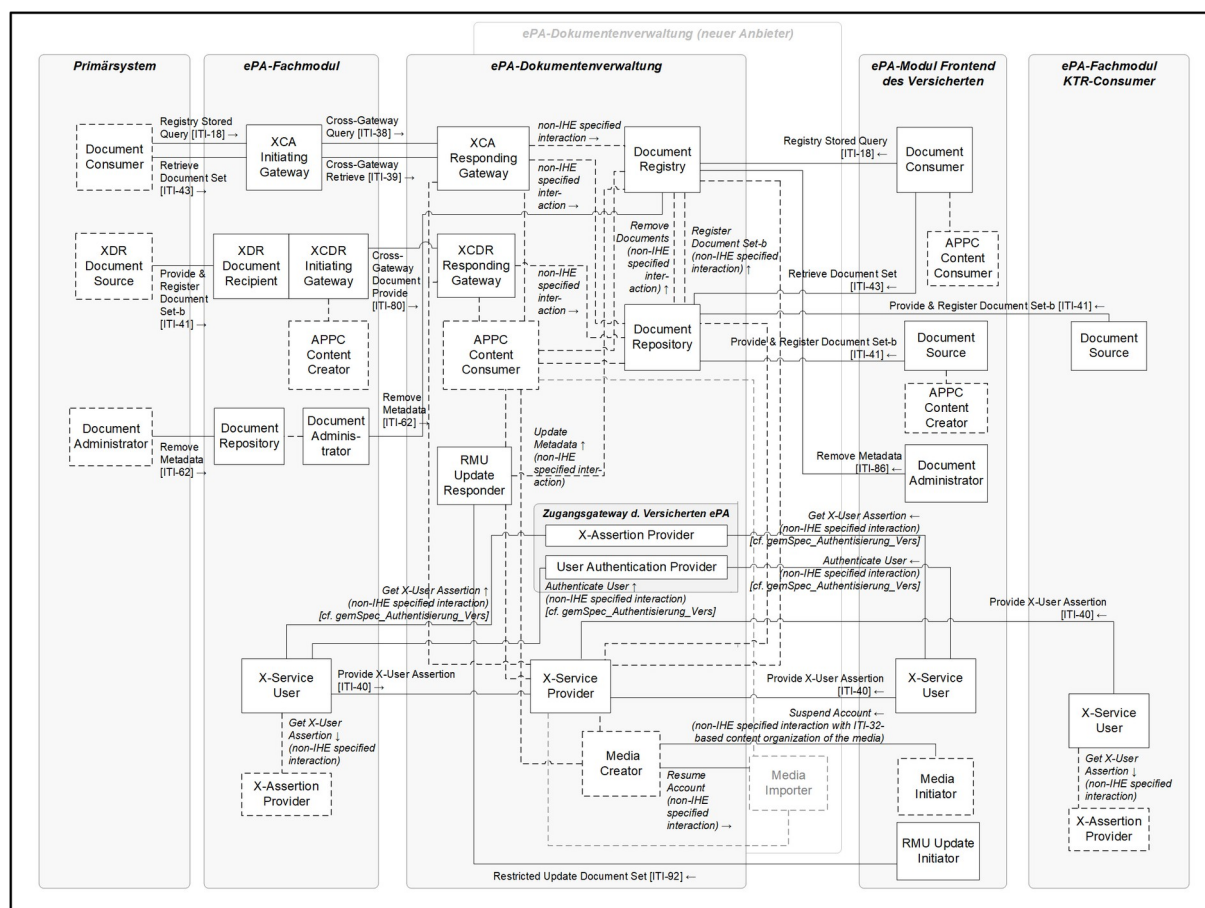 ePA-Dokumentenverwaltung (neuer Anbieter)
Primärsystem
ePA-Fachmodul
ePA-Dokumentenverwaltung
ePA-Modul Frontend
des Versicherten
ePA-Fachmodul
KTR-Consumer
Document
Consumer
Registry Stored
Query [ITI-18] →
Retrieve
Document Set
[ITI-43] →
XCA
Initiating
Gateway
Cross-Gateway
Query [ITI-38] →
Cross-Gateway
Retrieve [ITI-39] →
XCA
Responding
Gateway
non-IHE specified
interaction →
non-IHE
specified
inter-
action →
Document
Registry
Registry Stored Query
[ITI-18] ←
Document
Consumer
APPC
Content
Consumer
XDR
Document
Source
Provide &
Register
Document
Set-b
[ITI-41] →
XDR
Document
Recipient
XCDR
Initiating
Gateway
Cross-
Gateway
Document
Provide
[ITI-80] →
XCDR
Responding
Gateway
non-IHE
specified
inter-
action →
Remove
Documents
(non-IHE
specified
inter-
action) ↑
Register
Document Set-b
(non-IHE specified
interaction) ↑
Retrieve Document Set
[ITI-43] ←
Provide & Register Document Set-b [ITI-41] ←
APPC
Content
Creator
APPC
Content
Consumer
Document
Repository
Provide & Register Document Set-b
[ITI-41] ←
Document
Source
Document
Source
APPC
Content
Creator
Document
Administrator
Remove
Metadata
[ITI-62] →
Document
Repository
Document
Adminis-
trator
Remove
Metadata
[ITI-62] →
Update
Metadata ↑
(non-IHE
specified inter-
action)
RMU
Update
Responder
Remove Metadata
[ITI-86] ←
Document
Administrator
Zugangsgateway d. Versicherten ePA
X-Assertion Provider
User Authentication Provider
Get X-User Assertion ←
(non-IHE specified interaction)
[cf. gemSpec_Authentisierung_Vers]
Authenticate User ←
(non-IHE specified interaction)
[cf. gemSpec_Authentisierung_Vers]
Get X-User Assertion ↑
(non-IHE specified interaction)
[cf. gemSpec_Authentisierung_Vers]
Authenticate User ↑
(non-IHE specified interaction)
[cf. gemSpec_Authentisierung_Vers]
Provide X-User Assertion
[ITI-40] ←
X-Service
User
Provide X-User Assertion
[ITI-40] →
X-Service
Provider
Provide X-User Assertion
[ITI-40] ←
X-Service
User
X-Service
User
Get X-User
Assertion ↓
(non-IHE specified
interaction)
X-Assertion
Provider
Suspend Account ←
(non-IHE specified interaction with ITI-32-
based content organization of the media)
Media
Creator
Resume
Account
(non-IHE
specified
interaction) →
Media
Importer
Media
Initiator
Get X-User
Assertion ↓
(non-IHE specified
interaction)
X-Assertion
Provider
RMU Update
Initiator
Restricted Update Document Set [ITI-92] ←